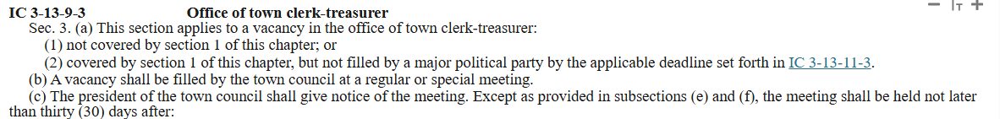 IC 3-13-9-3 Office of town clerk-treasurer
Sec. 3. (a) This section applies to a vacancy in the office of town clerk-treasurer:
(1) not covered by section 1 of this chapter; or
(2) covered by section 1 of this chapter, but not filled by a major political party by the applicable deadline set forth in IC 3-13-11-3.
(b) A vacancy shall be filled by the town council at a regular or special meeting.
(c) The president of the town council shall give notice of the meeting. Except as provided in subsections (e) and (f), the meeting shall be held not later
than thirty (30) days after: